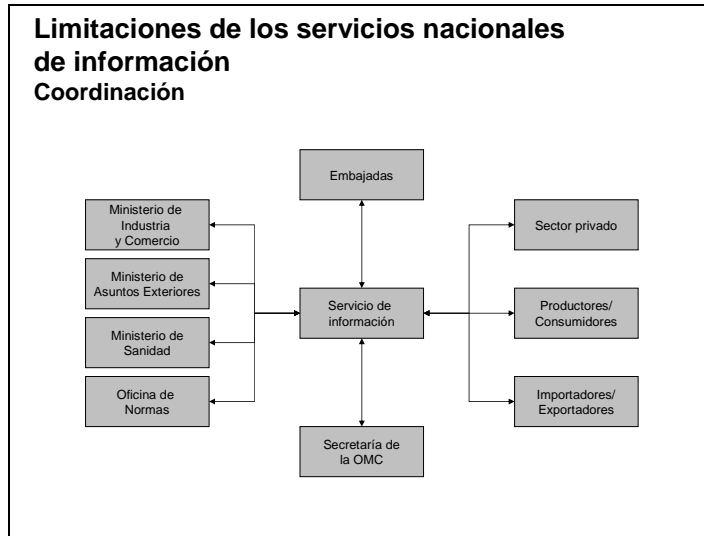 Limitaciones de los servicios nacionales
de información
Coordinación
Embajadas
Ministerio de
Industria
y Comercio
Sector privado
Ministerio de
Asuntos Exteriores
Servicio de
información
Productores/
Consumidores
Ministerio de
Sanidad
Oficina de
Normas
Importadores/
Exportadores
Secretaría de
la OMC